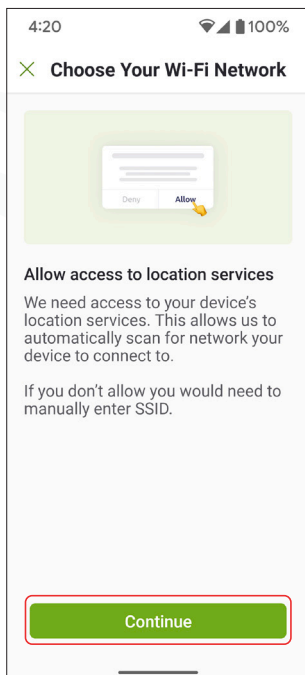 4:20 100%
Choose Your Wi-Fi Network
Deny Allow
Allow access to location services
We need access to your device's
location services. This allows us to
automatically scan for network your
device to connect to.
If you don't allow you would need to
manually enter SSID.
Continue